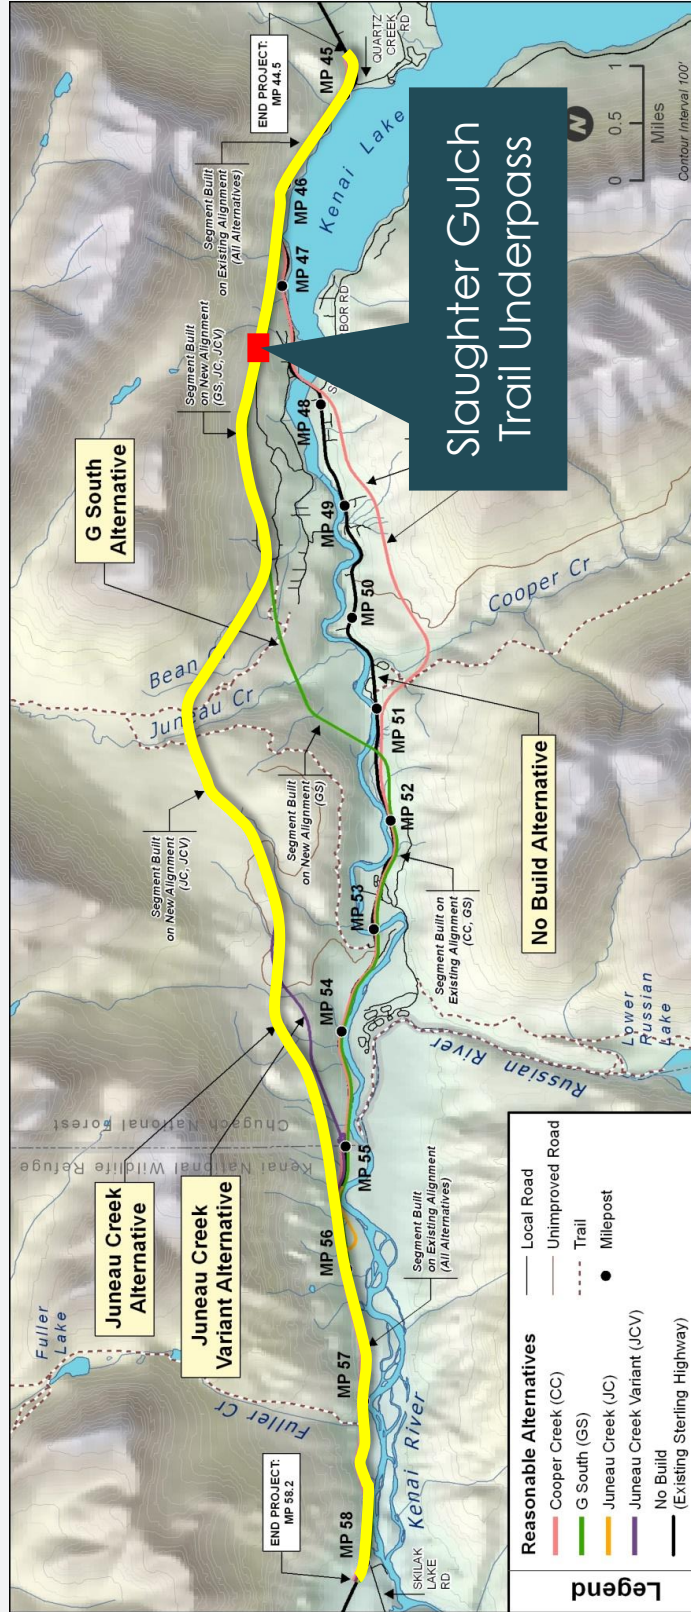 END PROJECT:
MP 58.2
MP 58
SKILAK
LAKE
RD
Kenai River
Fuller
Lake
Fuller Cr
MP 57
Segment Built
on Existing Alignment
(All Alternatives)
MP 56
Juneau Creek
Alternative
Juneau Creek
Variant Alternative
Kenai National Wildlife Refuge
Chugach National Forest
MP 55
MP 54
Russian River
Lower
Russian
Lake
Segment Built
on New Alignment
(JC, JCV)
MP 53
Segment Built on
Existing Alignment
(CC, GS)
MP 52
Segment Built
on New Alignment
(GS)
Juneau Cr
Bean
MP 51
No Build Alternative
Cooper Cr
G South
Alternative
MP 50
MP 49
MP 48
Segment Built
on New Alignment
(GS, JC, JCV)
BOR RD
MP 47
Segment Built
on Existing Alignment
(All Alternatives)
MP 46
Kenai Lake
END PROJECT:
MP 44.5
MP 45
QUARTZ
CREEK
RD
Slaughter Gulch
Trail Underpass
N
0 0.5 1
Miles
Contour Interval 100'
Legend
Reasonable Alternatives
Cooper Creek (CC)
G South (GS)
Juneau Creek (JC)
Juneau Creek Variant (JCV)
No Build
(Existing Sterling Highway)
Local Road
Unimproved Road
Trail
Milepost